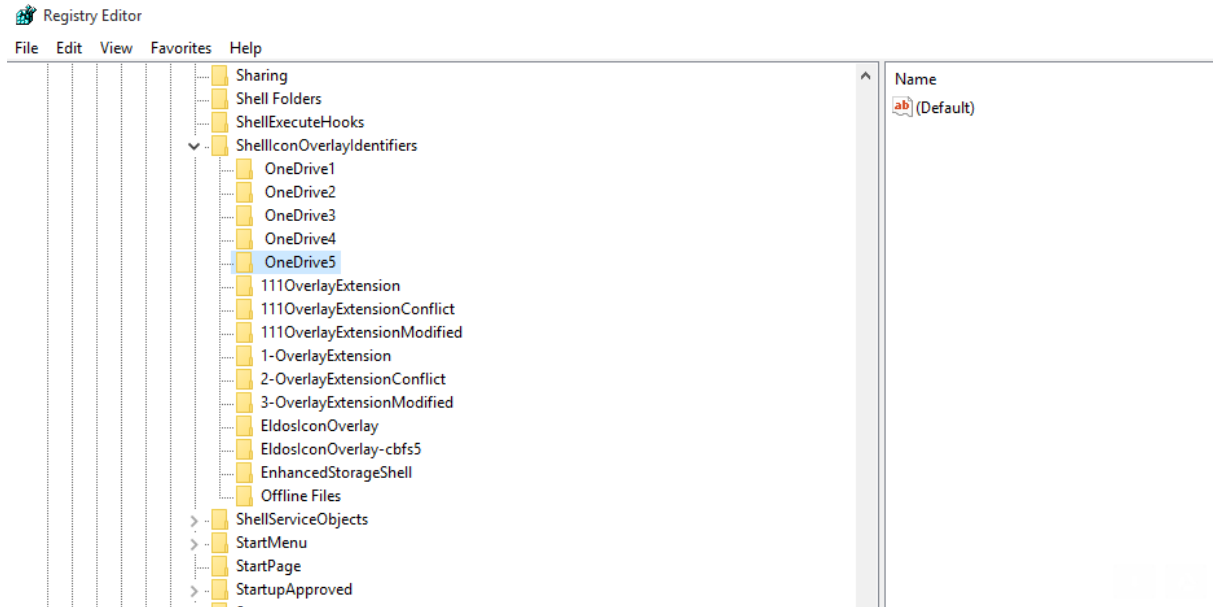 Registry Editor
File Edit View Favorites Help
Sharing
Shell Folders
ShellExecuteHooks
ShellIconOverlayIdentifiers
OneDrive1
OneDrive2
OneDrive3
OneDrive4
OneDrive5
111OverlayExtension
111OverlayExtensionConflict
111OverlayExtensionModified
1-OverlayExtension
2-OverlayExtensionConflict
3-OverlayExtensionModified
EldosIconOverlay
EldosIconOverlay-cbfs5
EnhancedStorageShell
Offline Files
ShellServiceObjects
StartMenu
StartPage
StartupApproved
Name
ab (Default)